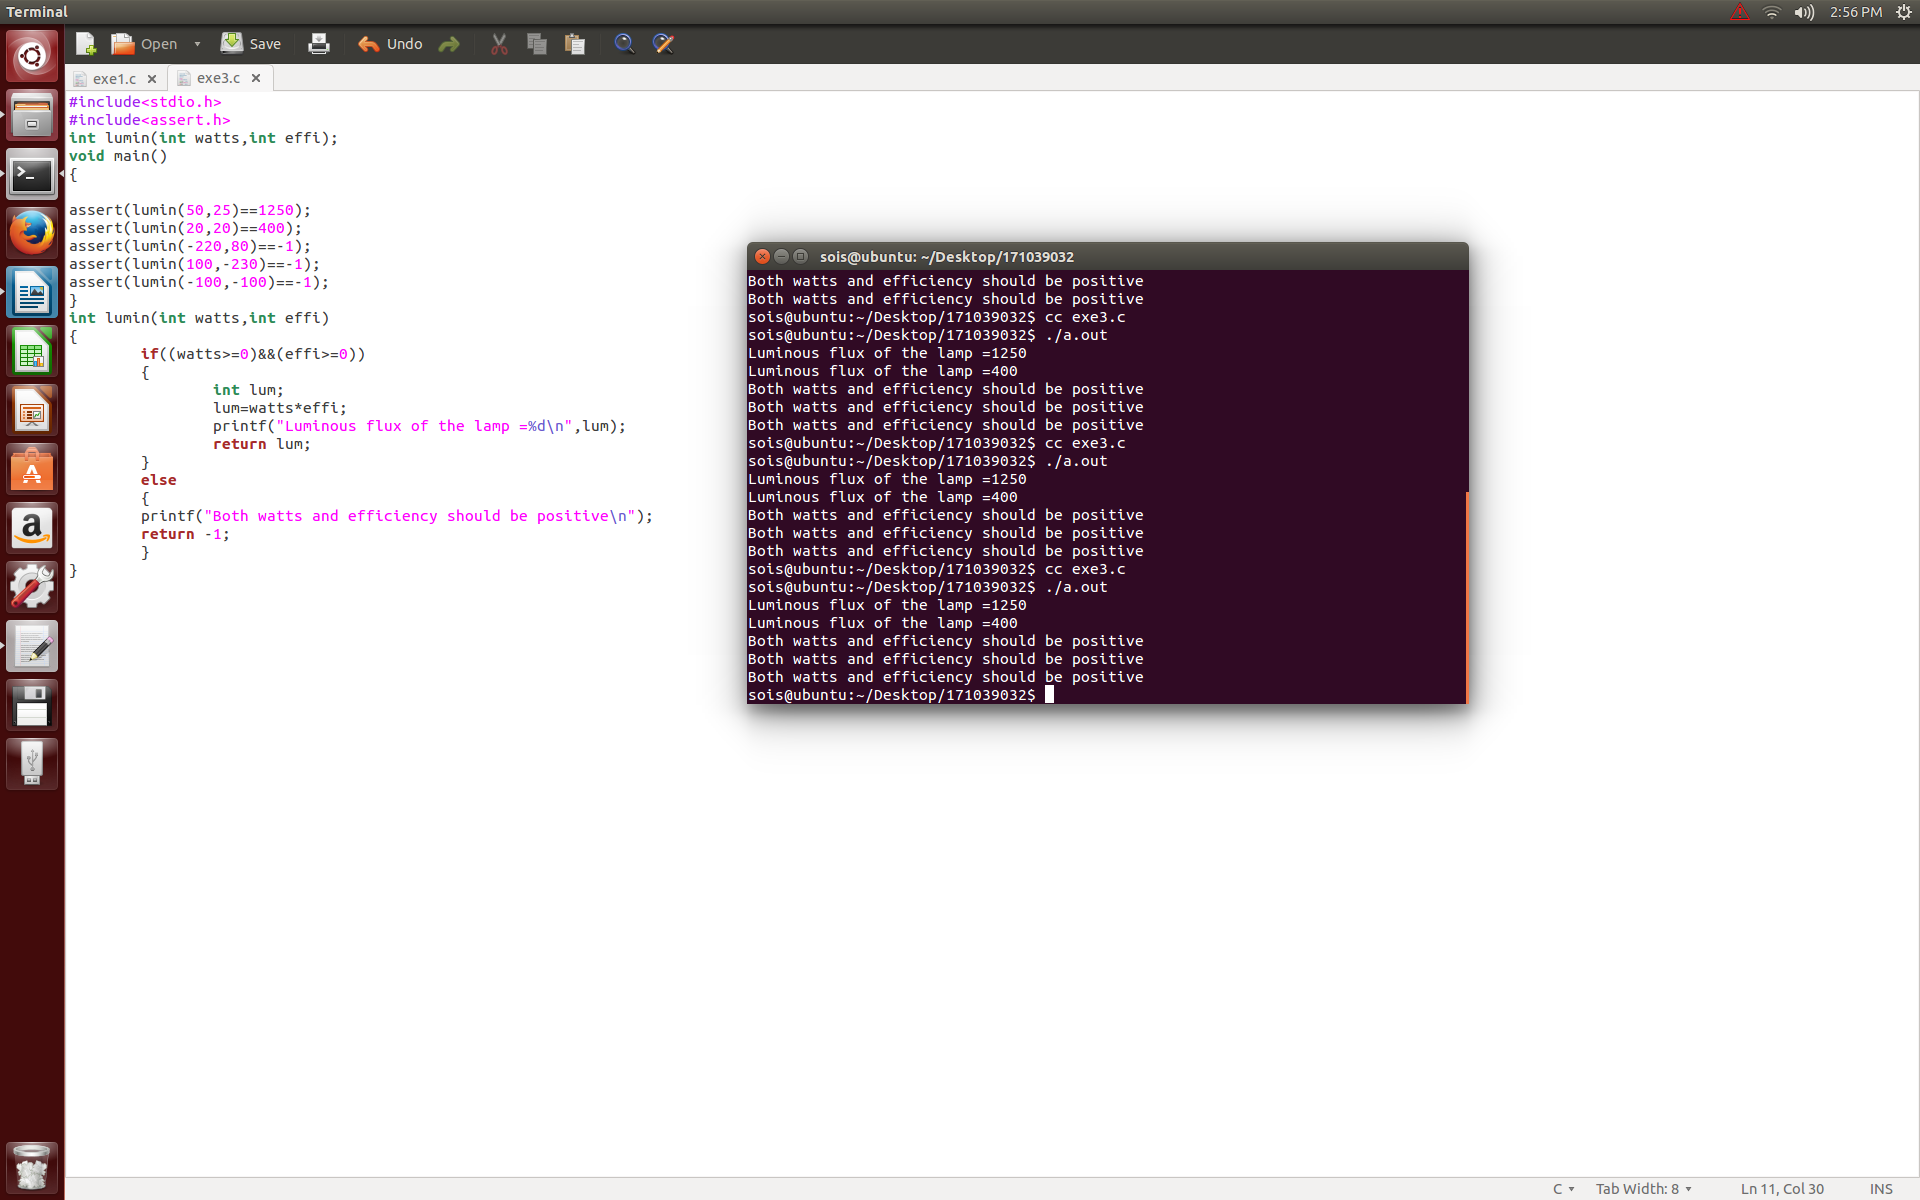 Terminal
2:56 PM
Open
Save
Undo
exe1.c
exe3.c
#include<stdio.h>
#include<assert.h>
int lumin(int watts,int effi);
void main()
{
assert(lumin(50,25)==1250);
assert(lumin(20,20)==400);
assert(lumin(-220,80)==-1);
assert(lumin(100,-230)==-1);
assert(lumin(-100,-100)==-1);
}
int lumin(int watts,int effi)
{
if((watts>=0)&&(effi>=0))
{
int lum;
lum=watts*effi;
printf("Luminous flux of the lamp =%d\n",lum);
return lum;
}
else
{
printf("Both watts and efficiency should be positive\n");
return -1;
}
}
sois@ubuntu: ~/Desktop/171039032
Both watts and efficiency should be positive
Both watts and efficiency should be positive
sois@ubuntu:~/Desktop/171039032$ cc exe3.c
sois@ubuntu:~/Desktop/171039032$ ./a.out
Luminous flux of the lamp =1250
Luminous flux of the lamp =400
Both watts and efficiency should be positive
Both watts and efficiency should be positive
Both watts and efficiency should be positive
sois@ubuntu:~/Desktop/171039032$ cc exe3.c
sois@ubuntu:~/Desktop/171039032$ ./a.out
Luminous flux of the lamp =1250
Luminous flux of the lamp =400
Both watts and efficiency should be positive
Both watts and efficiency should be positive
Both watts and efficiency should be positive
sois@ubuntu:~/Desktop/171039032$ cc exe3.c
sois@ubuntu:~/Desktop/171039032$ ./a.out
Luminous flux of the lamp =1250
Luminous flux of the lamp =400
Both watts and efficiency should be positive
Both watts and efficiency should be positive
Both watts and efficiency should be positive
sois@ubuntu:~/Desktop/171039032$
C
Tab Width: 8
Ln 11, Col 30
INS